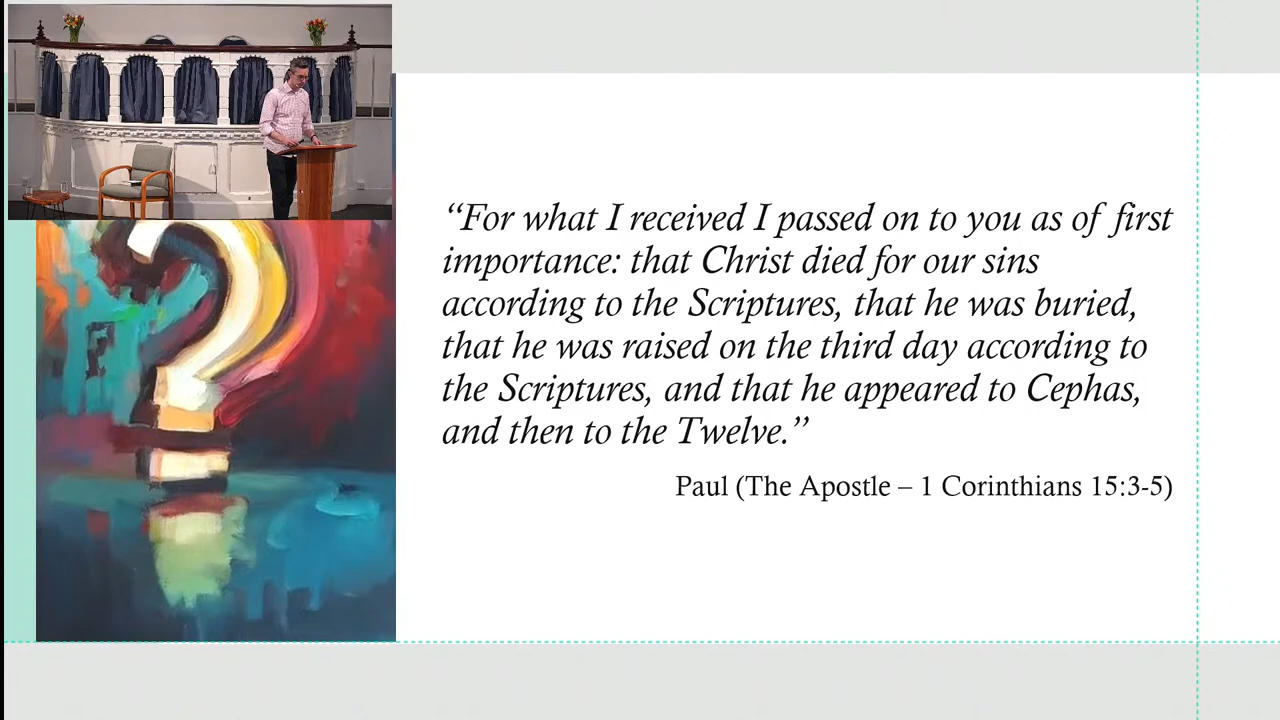 “For what I received I passed on to you as of first
importance: that Christ died for our sins
according to the Scriptures, that he was buried,
that he was raised on the third day according to
the Scriptures, and that he appeared to Cephas,
and then to the Twelve.”
Paul (The Apostle – 1 Corinthians 15:3-5)